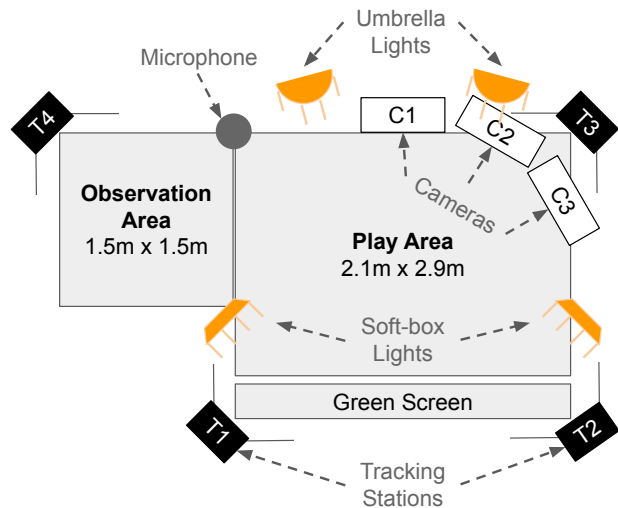 Umbrella
Lights
Microphone
T4
C1
C2
T3
C3
Cameras
Observation
Area
1.5m x 1.5m
Play Area
2.1m x 2.9m
Soft-box
Lights
Green Screen
T1
T2
Tracking
Stations